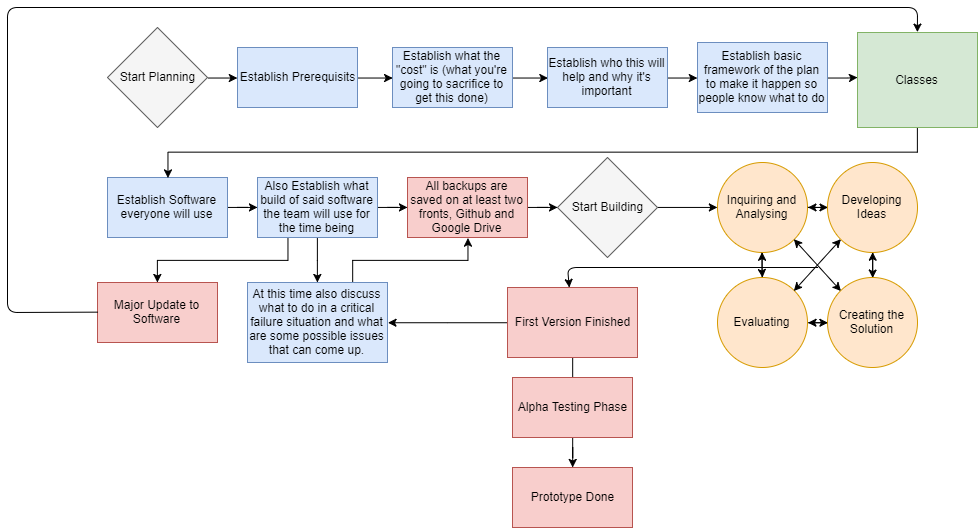 Start Planning
Establish Prerequisits
Establish what the
"cost" is (what you're
going to sacrifice to
get this done)
Establish who this will
help and why it's
important
Establish basic
framework of the plan
to make it happen so
people know what to do
Classes
Establish Software
everyone will use
Also Establish what
build of said software
the team will use for
the time being
All backups are
saved on at least two
fronts, Github and
Google Drive
Start Building
Inquiring and
Analysing
Developing
Ideas
Major Update to
Software
At this time also discuss
what to do in a critical
failure situation and what
are some possible issues
that can come up.
First Version Finished
Evaluating
Creating the
Solution
Alpha Testing Phase
Prototype Done